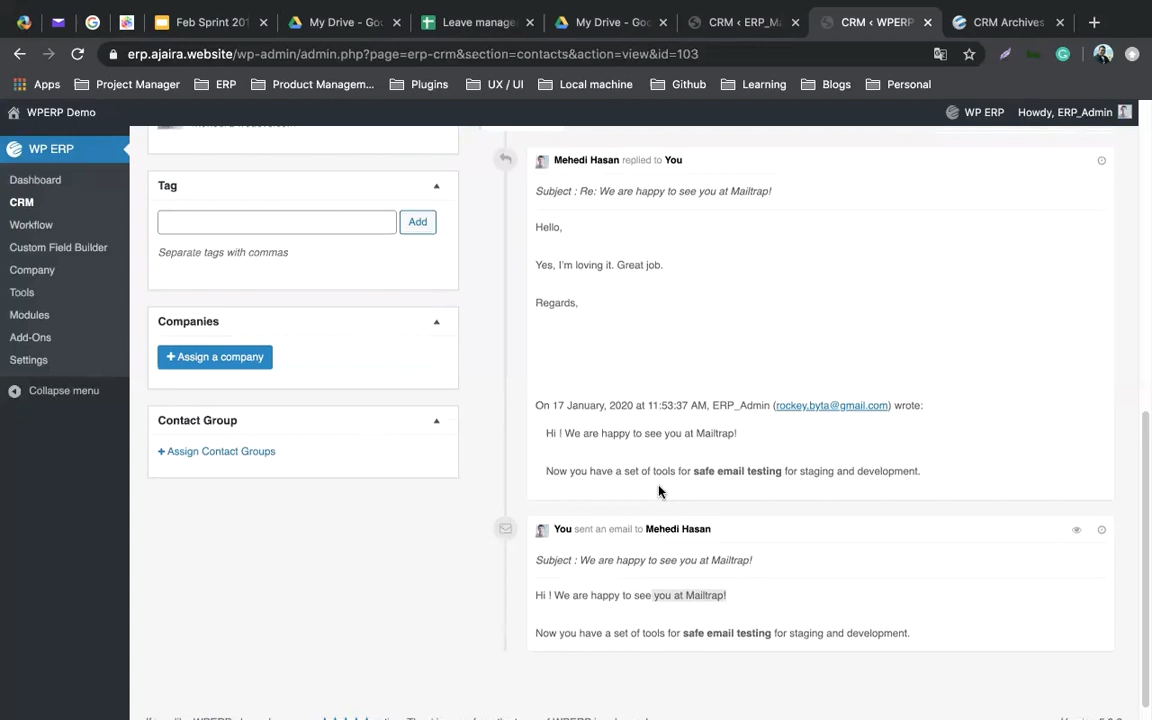 Feb Sprint 201
My Drive - Goo
Leave manage
My Drive - Goo
CRM ‹ ERP_Ma
CRM ‹ WPERP
CRM Archives
erp.ajaira.website/wp-admin/admin.php?page=erp-crm&section=contacts&action=view&id=103
Apps
Project Manager
ERP
Product Managem...
Plugins
UX / UI
Local machine
Github
Learning
Blogs
Personal
WPERP Demo
WP ERP
Howdy, ERP_Admin
WP ERP
Dashboard
CRM
Workflow
Custom Field Builder
Company
Tools
Modules
Add-Ons
Settings
Collapse menu
Tag
Add
Separate tags with commas
Companies
+ Assign a company
Contact Group
+ Assign Contact Groups
Mehedi Hasan replied to You
Subject : Re: We are happy to see you at Mailtrap!
Hello,
Yes, I'm loving it. Great job.
Regards,
On 17 January, 2020 at 11:53:37 AM, ERP_Admin (rockey.byta@gmail.com) wrote:
Hi ! We are happy to see you at Mailtrap!
Now you have a set of tools for safe email testing for staging and development.
You sent an email to Mehedi Hasan
Subject : We are happy to see you at Mailtrap!
Hi ! We are happy to see you at Mailtrap!
Now you have a set of tools for safe email testing for staging and development.